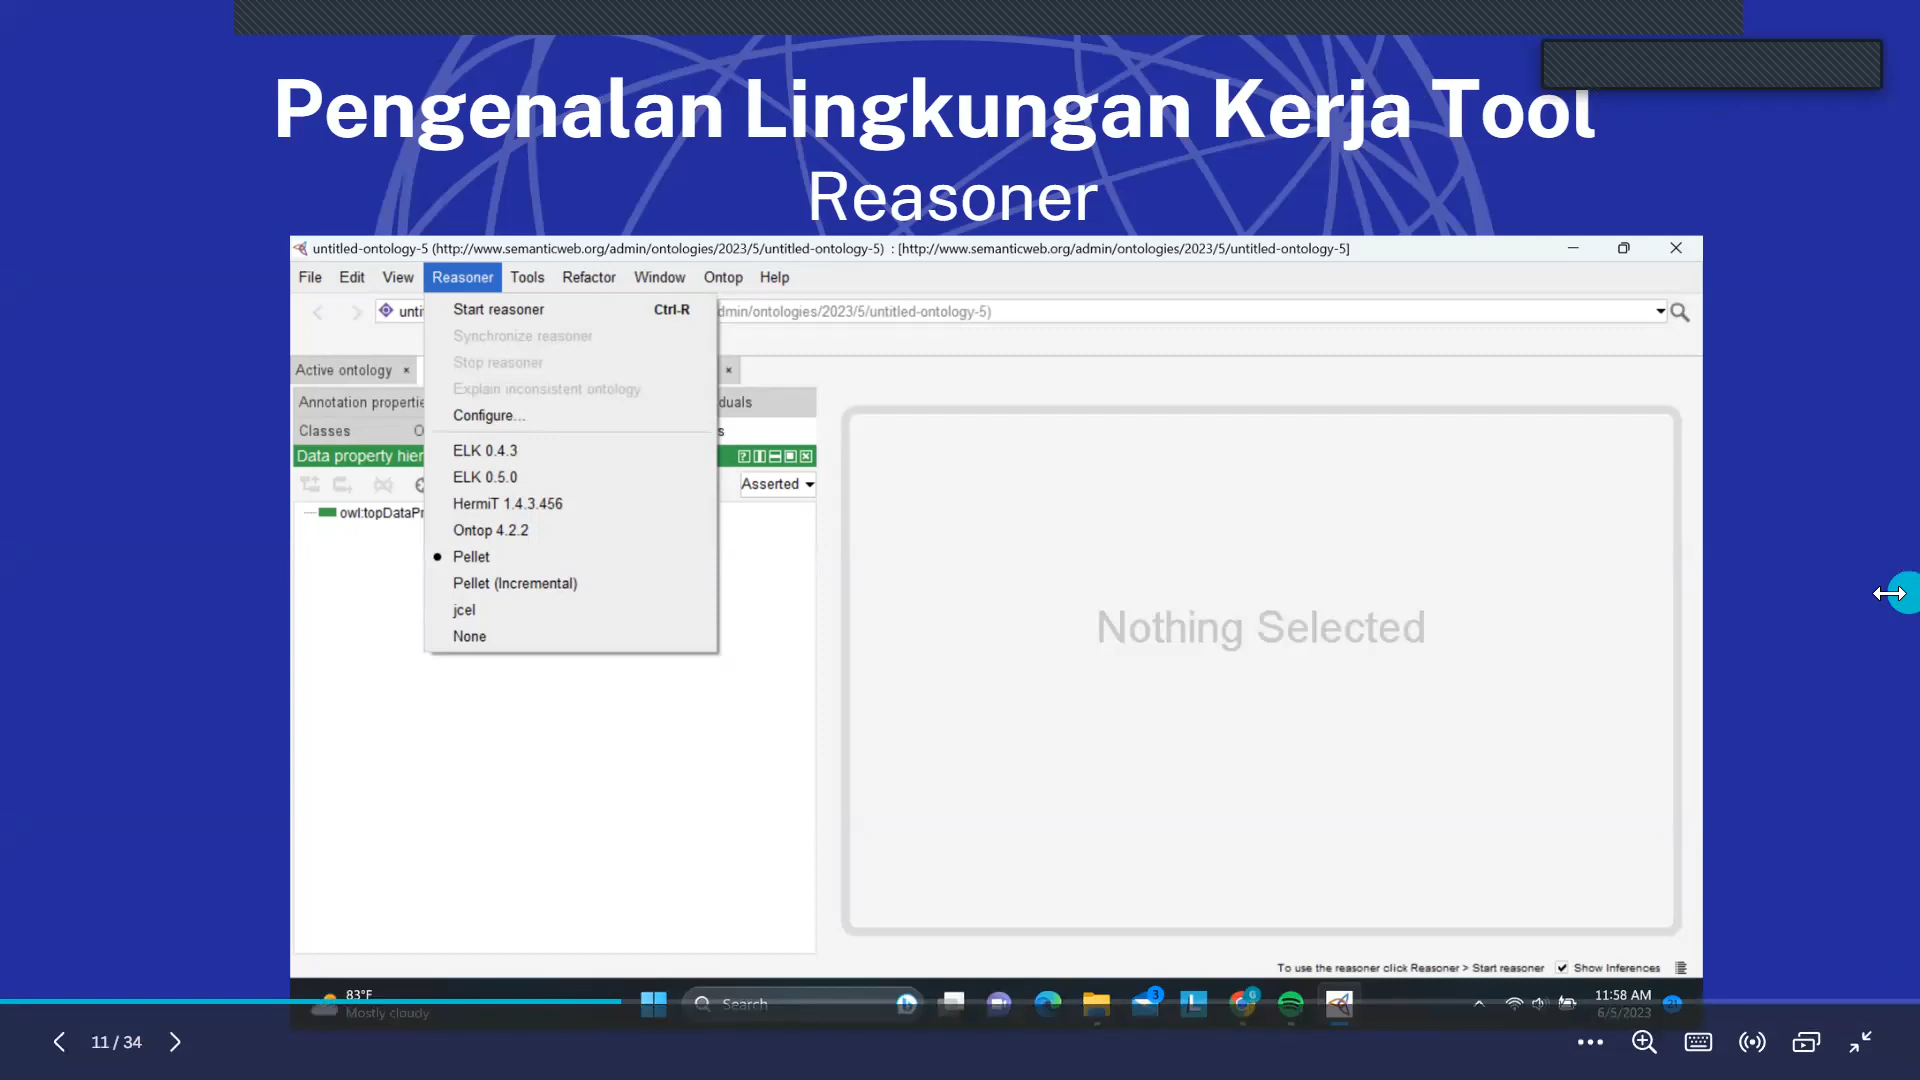 Pengenalan Lingkungan Kerja Tool
Reasoner
untitled-ontology-5 (http://www.semanticweb.org/admin/ontologies/2023/5/untitled-ontology-5) : [http://www.semanticweb.org/admin/ontologies/2023/5/untitled-ontology-5]
File Edit View Reasoner Tools Refactor Window Ontop Help
unti
dmin/ontologies/2023/5/untitled-ontology-5)
Start reasoner Ctrl-R
Synchronize reasoner
Stop reasoner
Explain inconsistent ontology
Configure...
ELK 0.4.3
ELK 0.5.0
HermiT 1.4.3.456
Ontop 4.2.2
Pellet
Pellet (Incremental)
jcel
None
Active ontology ×
×
Annotation propertie
duals
Classes O
s
Data property hier
Asserted
owl:topDataPr
Nothing Selected
To use the reasoner click Reasoner > Start reasoner Show Inferences
83°F
Mostly cloudy
Search
3
L
G
11:58 AM
6/5/2023
21
11 / 34